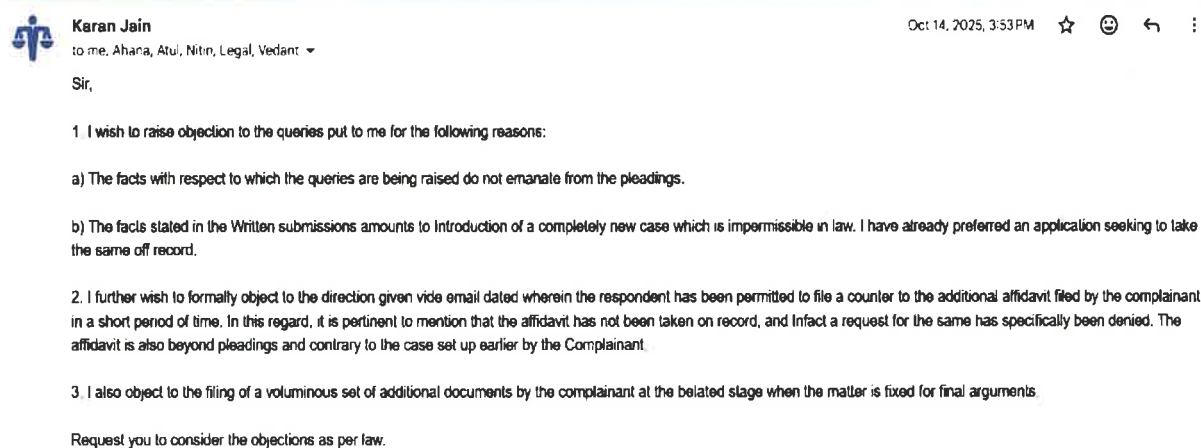 Karan Jain
Oct 14, 2025, 3:53 PM
to me, Ahana, Atul, Nitin, Legal, Vedant
Sir,
1. I wish to raise objection to the queries put to me for the following reasons:
a) The facts with respect to which the queries are being raised do not emanate from the pleadings.
b) The facts stated in the Written submissions amounts to Introduction of a completely new case which is impermissible in law. I have already preferred an application seeking to take
the same off record.
2. I further wish to formally object to the direction given vide email dated wherein the respondent has been permitted to file a counter to the additional affidavit filed by the complainant
in a short period of time. In this regard, it is pertinent to mention that the affidavit has not been taken on record, and Infact a request for the same has specifically been denied. The
affidavit is also beyond pleadings and contrary to the case set up earlier by the Complainant.
3. I also object to the filing of a voluminous set of additional documents by the complainant at the belated stage when the matter is fixed for final arguments.
Request you to consider the objections as per law.